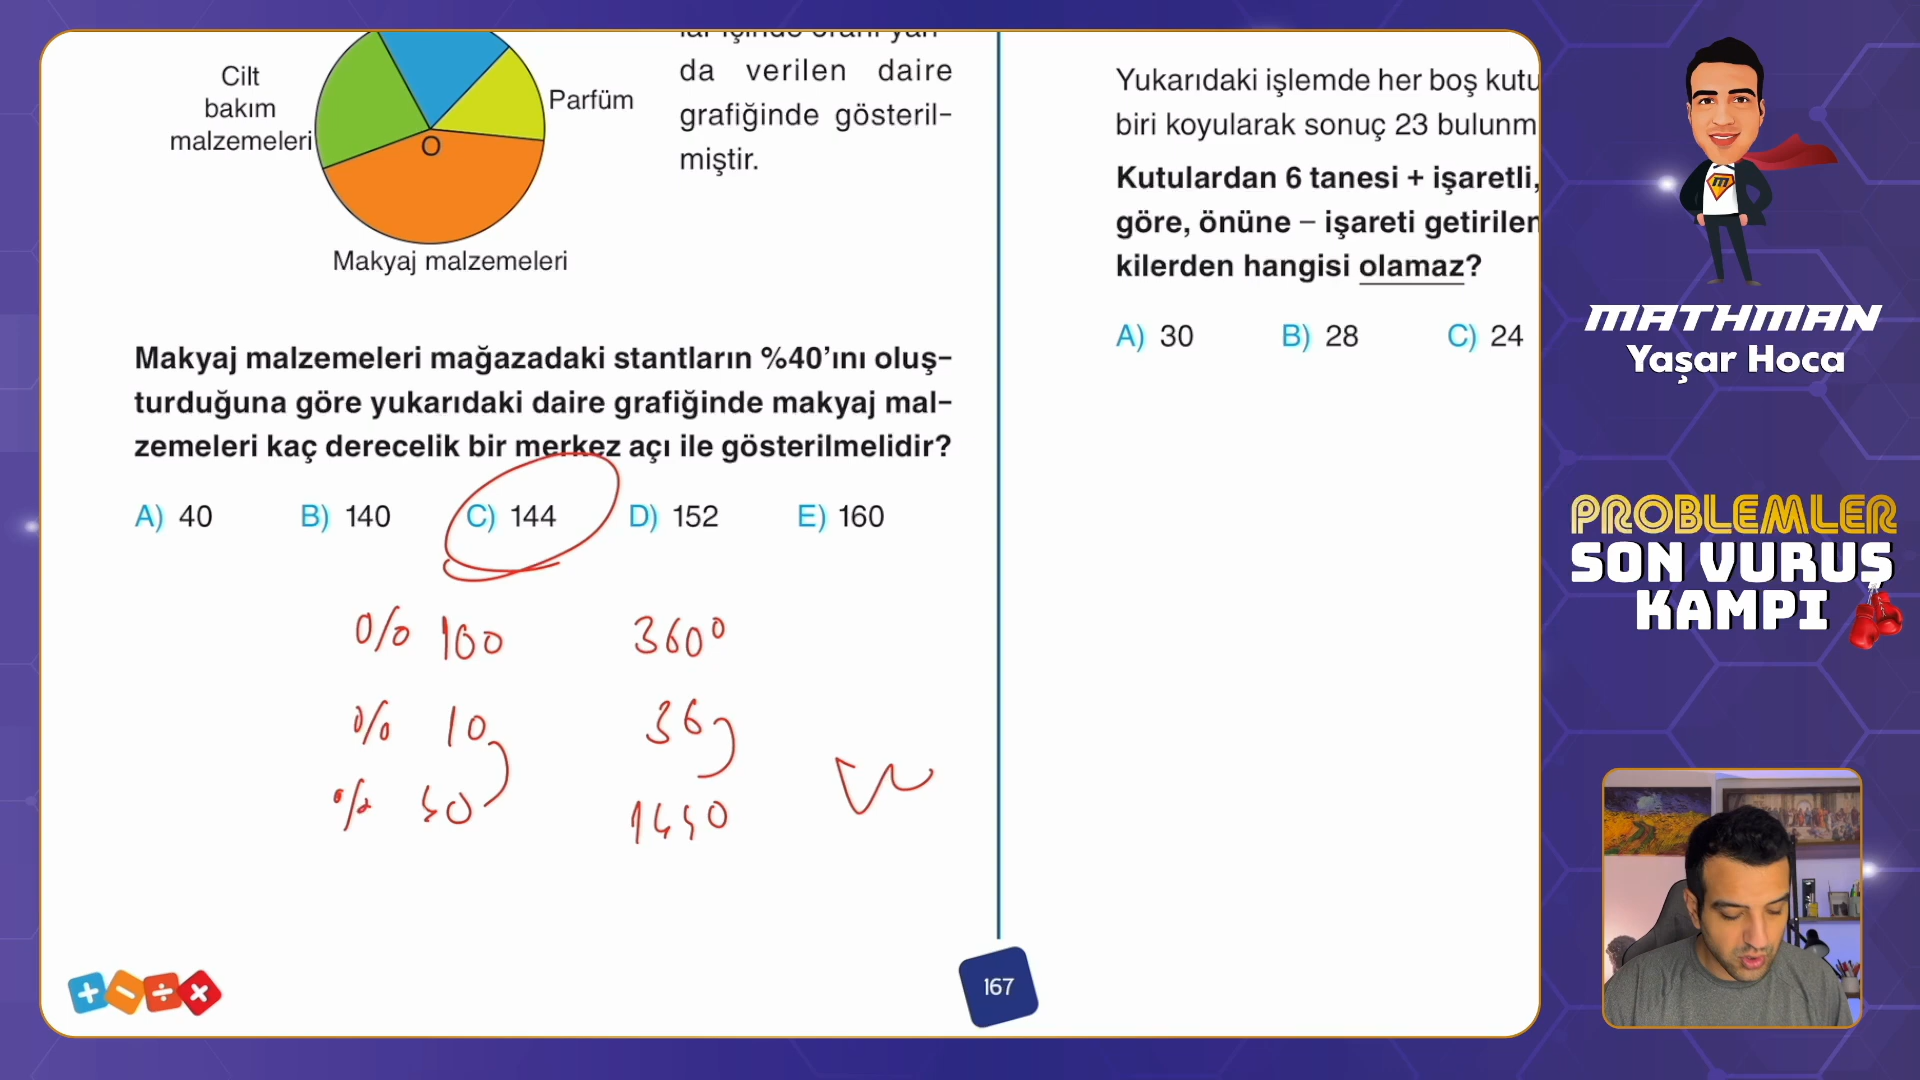 Cilt
bakım
malzemeleri
Parfüm
O
Makyaj malzemeleri
da verilen daire
grafiğinde gösteril-
miştir.
Makyaj malzemeleri mağazadaki stantların %40'ını oluş-
turduğuna göre yukarıdaki daire grafiğinde makyaj mal-
zemeleri kaç derecelik bir merkez açı ile gösterilmelidir?
A) 40 B) 140 C) 144 D) 152 E) 160
% 100 360°
% 10 36
% 40 144°
167
Yukarıdaki işlemde her boş kutu
biri koyularak sonuç 23 bulunm
Kutulardan 6 tanesi + işaretli,
göre, önüne – işareti getirilen
kilerden hangisi olamaz?
A) 30 B) 28 C) 24
m
MATHMAN
Yaşar Hoca
PROBLEMLER
SON VURUŞ
KAMPI